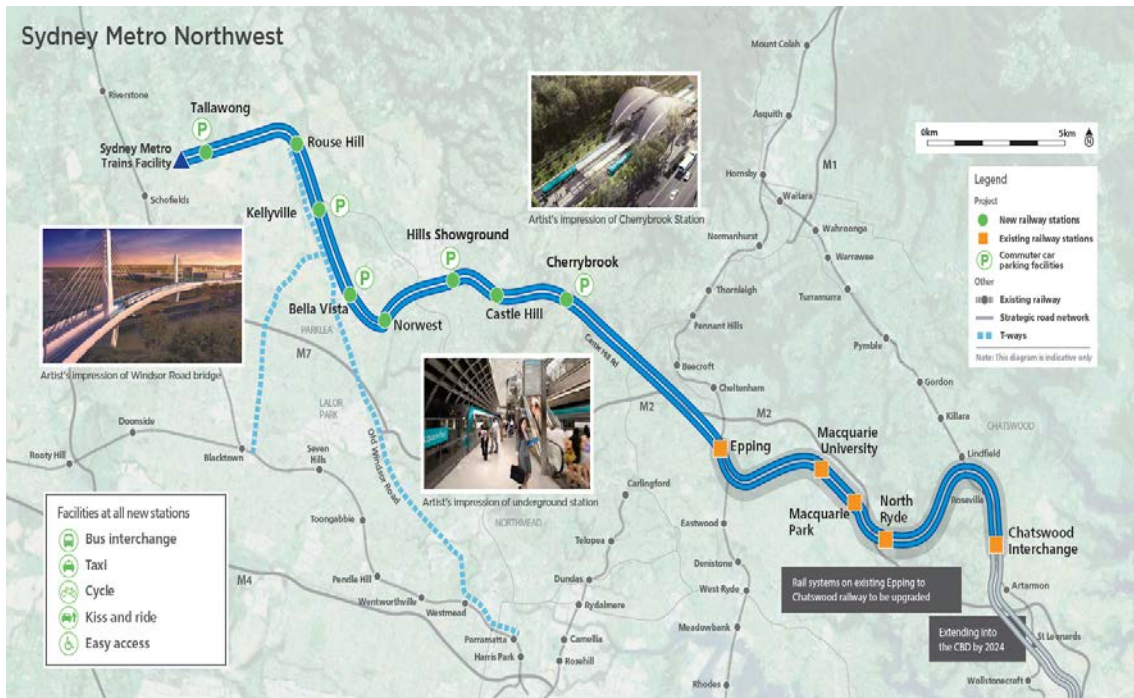 Sydney Metro Northwest
Riverstone
Tallawong
P
Sydney Metro
Trains Facility
Rouse Hill
Schofields
Kellyville
P
Hills Showground
P
Cherrybrook
P
Bella Vista
P
Norwest
Castle Hill
Castle Hill Rd
PARKLEA
M7
LALOR
PARK
Old Windsor Road
Artist's impression of Cherrybrook Station
Artist's impression of Windsor Road bridge
Artist's impression of underground station
Mount Colah
Asquith
M1
Hornsby
Waitara
Wahroonga
Normanhurst
Warrawee
Thornleigh
Turramurra
Pennant Hills
Pymble
Beecroft
Cheltenham
Gordon
M2
M2
Killara
CHATSWOOD
Lindfield
Roseville
Epping
Macquarie
University
Macquarie
Park
North
Ryde
Chatswood
Interchange
Doonside
Rooty Hill
Blacktown
Seven
Hills
Toongabbie
Pendle Hill
Wentworthville
Westmead
Parramatta
Harris Park
M4
NORTHMEAD
Carlingford
Telopea
Dundas
Rydalmere
Camellia
Rosehill
Eastwood
Denistone
West Ryde
Meadowbank
Rhodes
Artarmon
St Leonards
Wollstonecraft
Rail systems on existing Epping to
Chatswood railway to be upgraded
Extending into
the CBD by 2024
0km
5km
N
Legend
Project
New railway stations
Existing railway stations
P
Commuter car
parking facilities
Other
Existing railway
Strategic road network
T-ways
Note: This diagram is indicative only
Facilities at all new stations
Bus interchange
Taxi
Cycle
Kiss and ride
Easy access